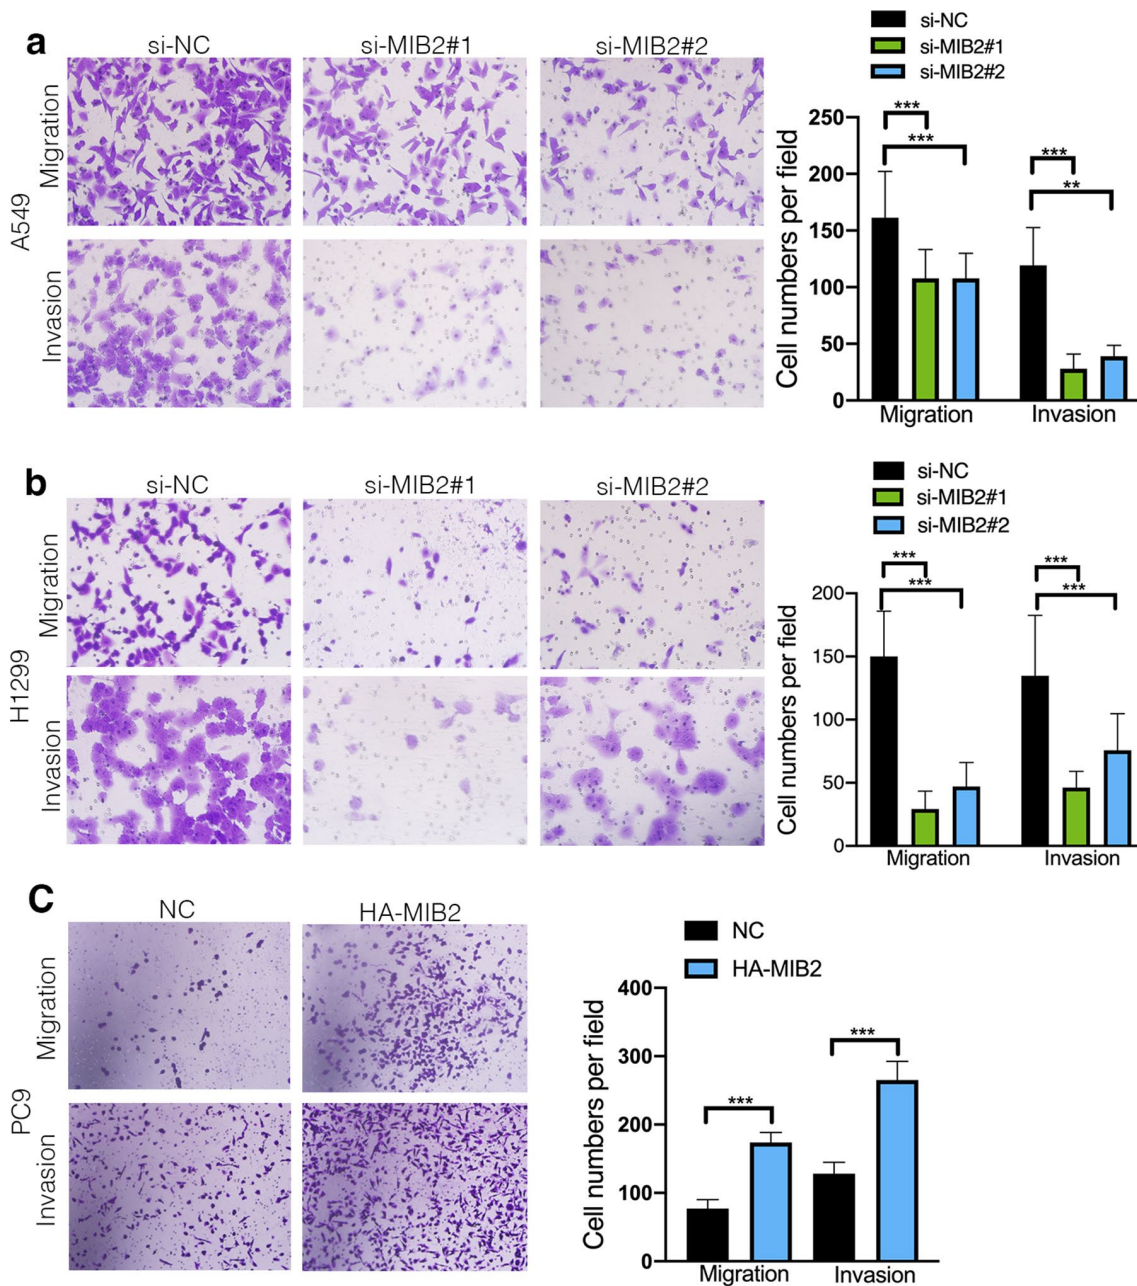 a
si-NC si-MIB2#1 si-MIB2#2
A549
Migration
Invasion
si-NC
si-MIB2#1
si-MIB2#2
Cell numbers per field
250
200
150
100
50
0
*** *** *** **
Migration Invasion
b
si-NC si-MIB2#1 si-MIB2#2
H1299
Migration
Invasion
si-NC
si-MIB2#1
si-MIB2#2
Cell numbers per field
200
150
100
50
0
*** *** *** ***
Migration Invasion
C
NC HA-MIB2
PC9
Migration
Invasion
NC
HA-MIB2
Cell numbers per field
400
300
200
100
0
*** ***
Migration Invasion